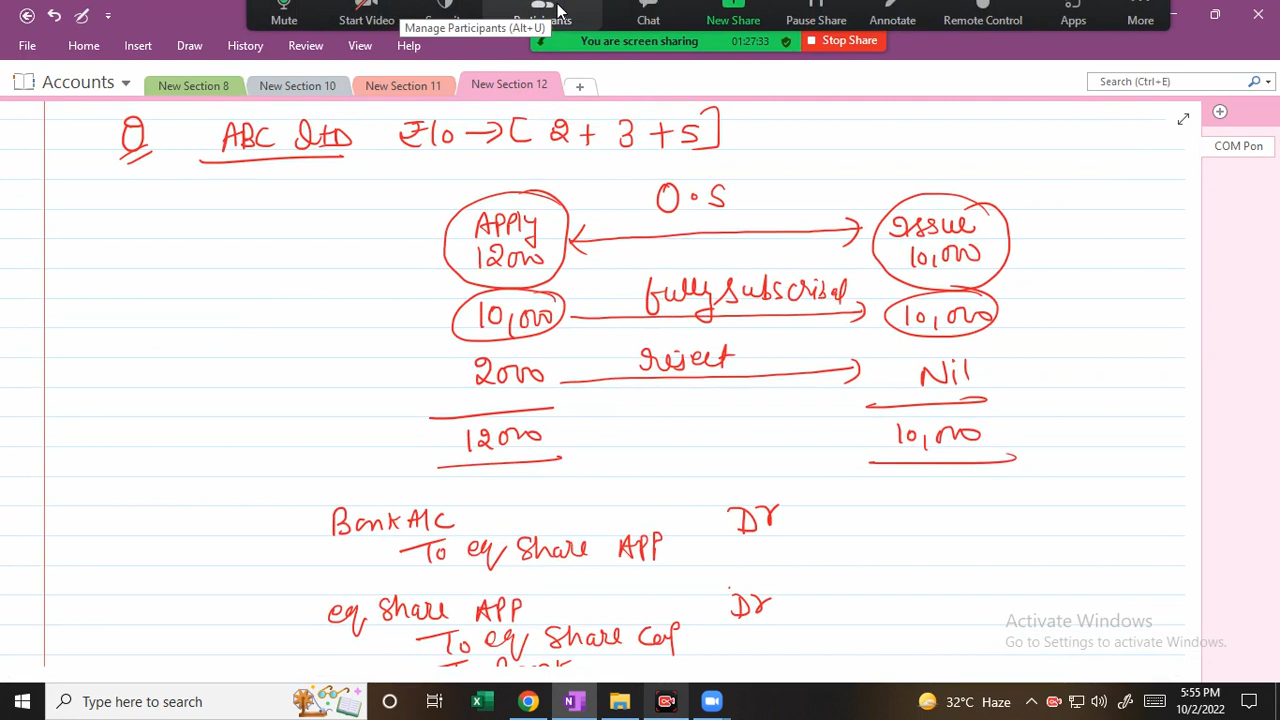 Mute Start Video Participants Chat New Share Pause Share Annotate Remote Control Apps More
Manage Participants (Alt+U)
You are screen sharing 01:27:33 Stop Share
File Home Insert Draw History Review View Help
Accounts New Section 8 New Section 10 New Section 11 New Section 12 + Search (Ctrl+E)
COM Pon
Q ABC Ltd ₹10 → [2 + 3 + 5]
O.S
Apply Issue
12000 10,000
10,000 fully subscribed 10,000
2000 reject Nil
12000 10,000
Bank A/C Dr
To eq Share APP
eq Share APP Dr
To eq Share Cap
To Bank
Activate Windows
Go to Settings to activate Windows.
Type here to search
32°C Haze
5:55 PM
10/2/2022